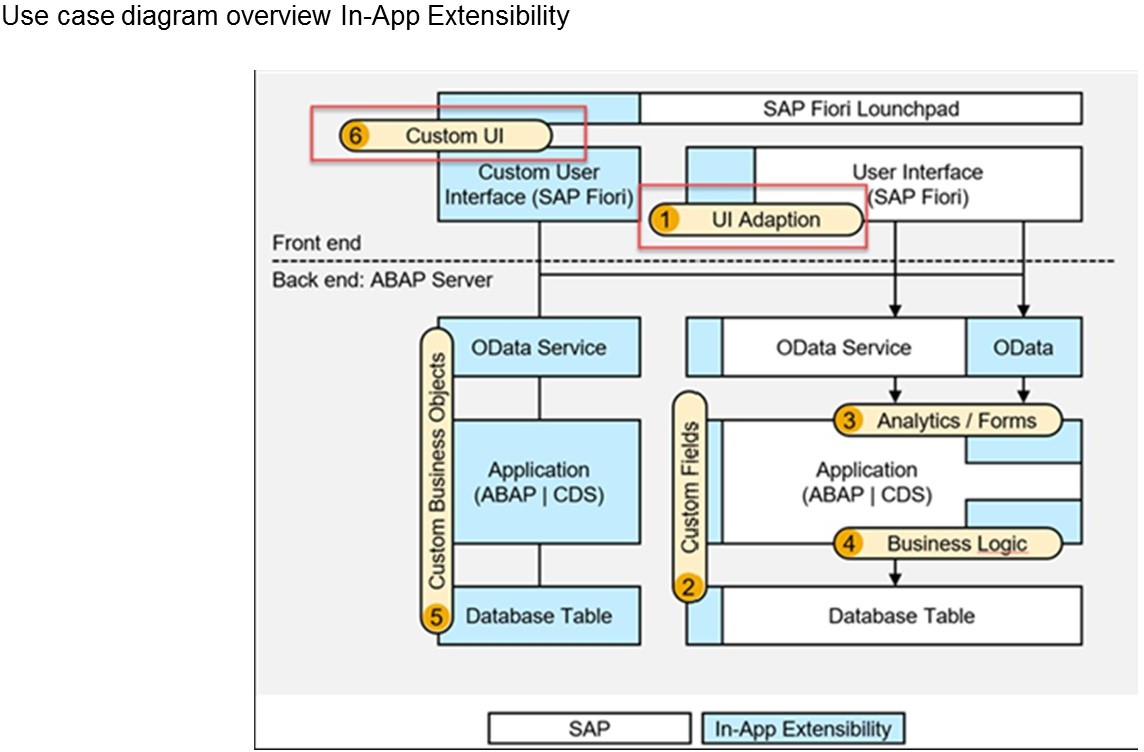 Use case diagram overview In-App Extensibility
SAP Fiori Lounchpad
6 Custom UI
Custom User
Interface (SAP Fiori)
User Interface
(SAP Fiori)
1 UI Adaption
Front end
Back end: ABAP Server
OData Service
OData Service
OData
5 Custom Business Objects
2 Custom Fields
3 Analytics / Forms
Application
(ABAP | CDS)
Application
(ABAP | CDS)
4 Business Logic
Database Table
Database Table
SAP
In-App Extensibility